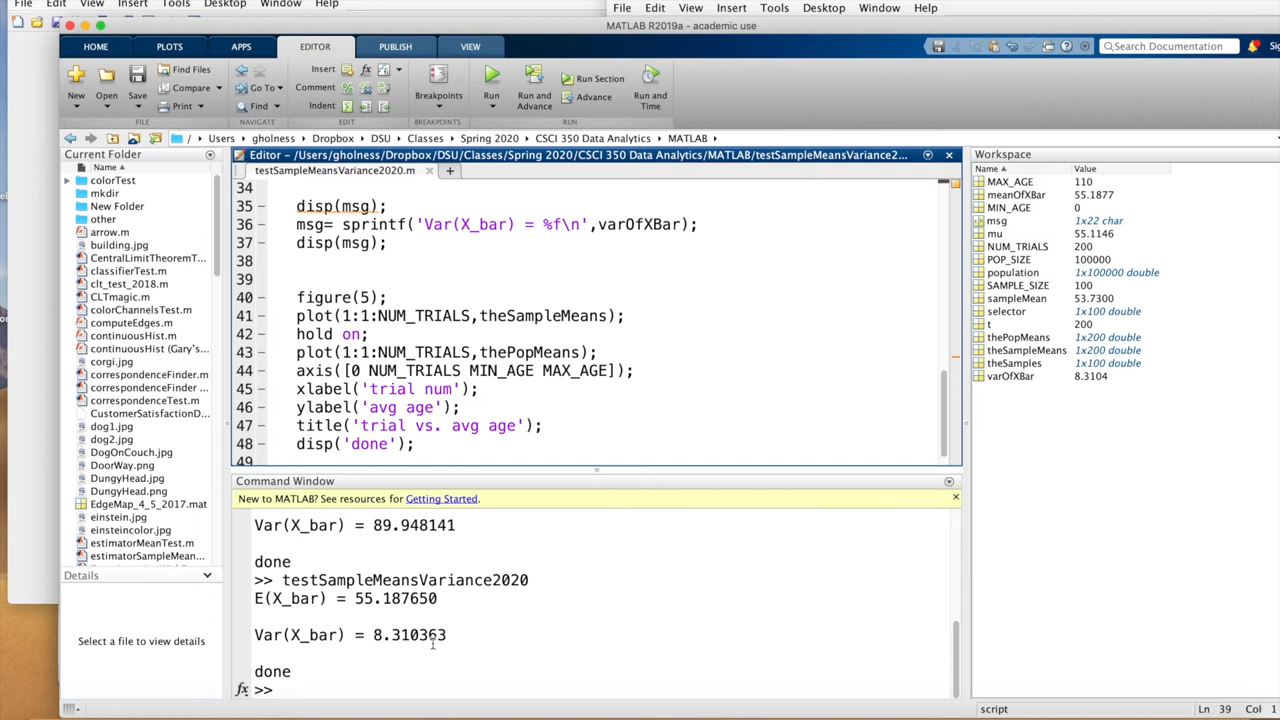 File Edit View Insert Tools Desktop Window Help
File Edit View Insert Tools Desktop Window Help
MATLAB R2019a - academic use
HOME PLOTS APPS EDITOR PUBLISH VIEW
Search Documentation
New Open Save Find Files Compare Print
Go To Find
Insert Comment Indent
Breakpoints
Run Run and Advance Run Section Advance Run and Time
FILE NAVIGATE EDIT BREAKPOINTS RUN
/ Users gholness Dropbox DSU Classes Spring 2020 CSCI 350 Data Analytics MATLAB
Current Folder
Name
colorTest
mkdir
New Folder
other
arrow.m
building.jpg
CentralLimitTheoremT...
classifierTest.m
clt_test_2018.m
CLTmagic.m
colorChannelsTest.m
computeEdges.m
continuousHist.m
continuousHist (Gary's...
corgi.jpg
correspondenceFinder.m
correspondenceFinder
correspondenceTest.m
CustomerSatisfactionD...
dog1.jpg
dog2.jpg
DogOnCouch.jpg
DoorWay.png
DungyHead.jpg
DungyHead.png
EdgeMap_4_5_2017.mat
einstein.jpg
einsteincolor.jpg
estimatorMeanTest.m
estimatorSampleMean...
Details
Select a file to view details
Editor - /Users/gholness/Dropbox/DSU/Classes/Spring 2020/CSCI 350 Data Analytics/MATLAB/testSampleMeansVariance2...
testSampleMeansVariance2020.m
34
35 disp(msg);
36 msg= sprintf('Var(X_bar) = %f\n',varOfXBar);
37 disp(msg);
38
39
40 figure(5);
41 plot(1:1:NUM_TRIALS,theSampleMeans);
42 hold on;
43 plot(1:1:NUM_TRIALS,thePopMeans);
44 axis([0 NUM_TRIALS MIN_AGE MAX_AGE]);
45 xlabel('trial num');
46 ylabel('avg age');
47 title('trial vs. avg age');
48 disp('done');
49
Command Window
New to MATLAB? See resources for Getting Started.
Var(X_bar) = 89.948141
done
>> testSampleMeansVariance2020
E(X_bar) = 55.187650
Var(X_bar) = 8.310363
done
fx >>
Workspace
Name Value
MAX_AGE 110
meanOfXBar 55.1877
MIN_AGE 0
msg 1x22 char
mu 55.1146
NUM_TRIALS 200
POP_SIZE 100000
population 1x100000 double
SAMPLE_SIZE 100
sampleMean 53.7300
selector 1x100 double
t 200
thePopMeans 1x200 double
theSampleMeans 1x200 double
theSamples 1x100 double
varOfXBar 8.3104
script Ln 39 Col 1